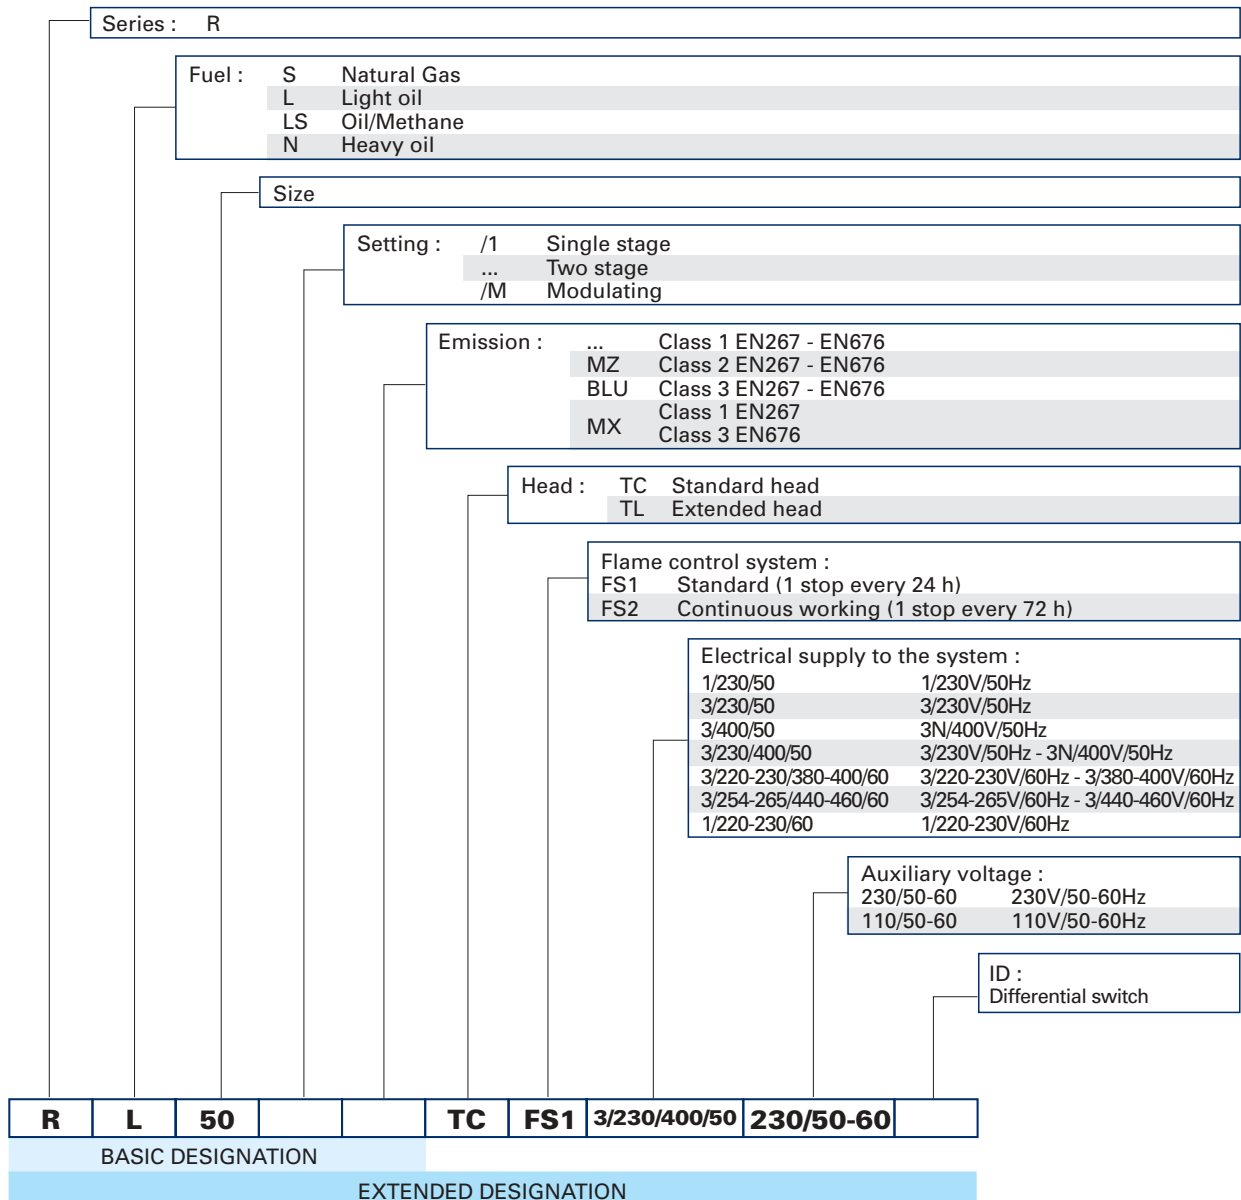 Series : R
Fuel : S Natural Gas
L Light oil
LS Oil/Methane
N Heavy oil
Size
Setting : /1 Single stage
... Two stage
/M Modulating
Emission : ... Class 1 EN267 - EN676
MZ Class 2 EN267 - EN676
BLU Class 3 EN267 - EN676
MX Class 1 EN267
Class 3 EN676
Head : TC Standard head
TL Extended head
Flame control system :
FS1 Standard (1 stop every 24 h)
FS2 Continuous working (1 stop every 72 h)
Electrical supply to the system :
1/230/50 1/230V/50Hz
3/230/50 3/230V/50Hz
3/400/50 3N/400V/50Hz
3/230/400/50 3/230V/50Hz - 3N/400V/50Hz
3/220-230/380-400/60 3/220-230V/60Hz - 3/380-400V/60Hz
3/254-265/440-460/60 3/254-265V/60Hz - 3/440-460V/60Hz
1/220-230/60 1/220-230V/60Hz
Auxiliary voltage :
230/50-60 230V/50-60Hz
110/50-60 110V/50-60Hz
ID :
Differential switch
R L 50 TC FS1 3/230/400/50 230/50-60
BASIC DESIGNATION
EXTENDED DESIGNATION